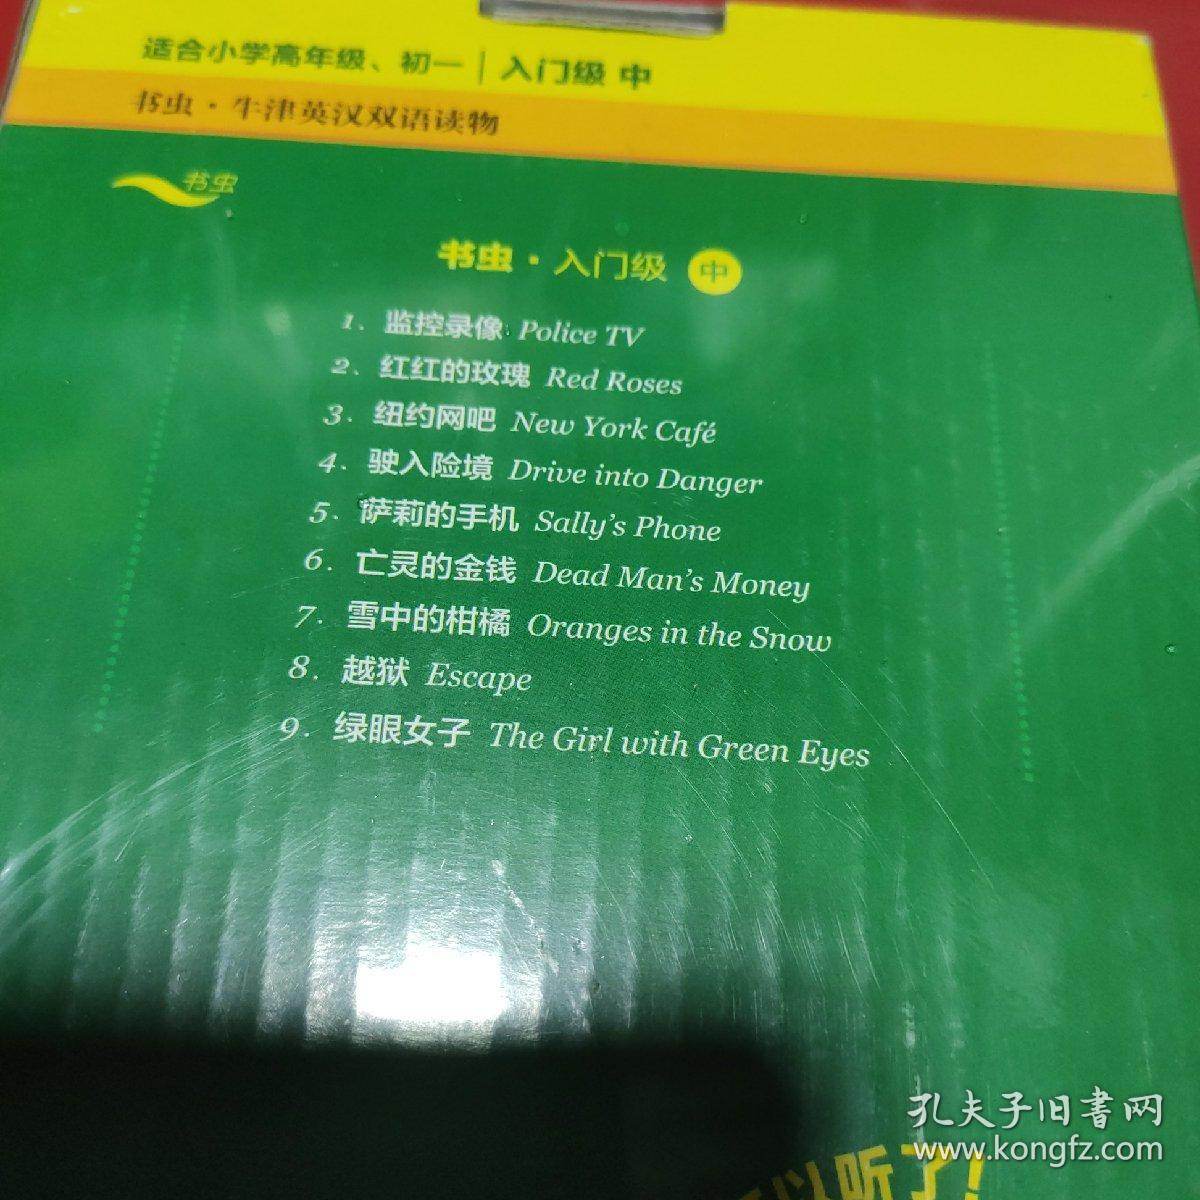 适合小学高年级、初一 | 入门级 中
书虫·牛津英汉双语读物
书虫
书虫·入门级 中
1. 监控录像 Police TV
2. 红红的玫瑰 Red Roses
3. 纽约网吧 New York Café
4. 驶入险境 Drive into Danger
5. 萨莉的手机 Sally's Phone
6. 亡灵的金钱 Dead Man's Money
7. 雪中的柑橘 Oranges in the Snow
8. 越狱 Escape
9. 绿眼女子 The Girl with Green Eyes
以听了!
孔夫子旧書网
www.kongfz.com